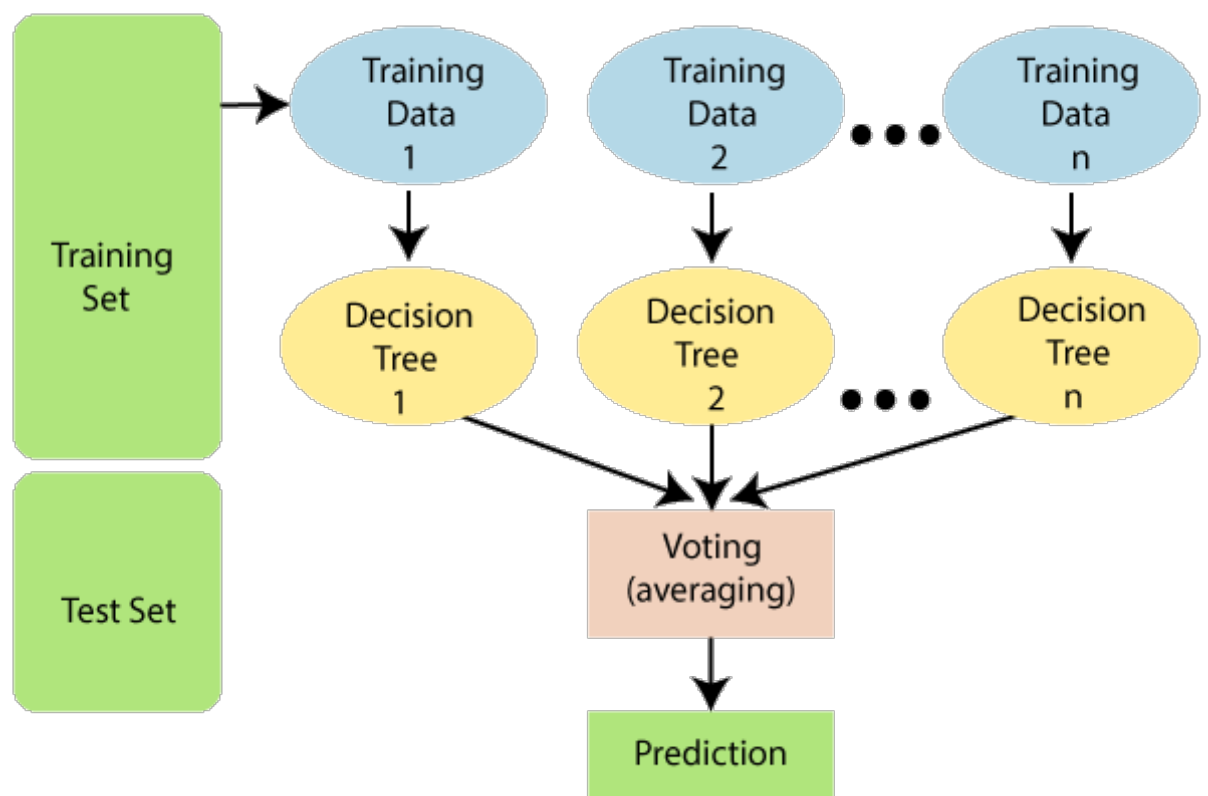 Training
Set
Training
Data
1
Training
Data
2
Training
Data
n
Decision
Tree
1
Decision
Tree
2
Decision
Tree
n
Test Set
Voting
(averaging)
Prediction